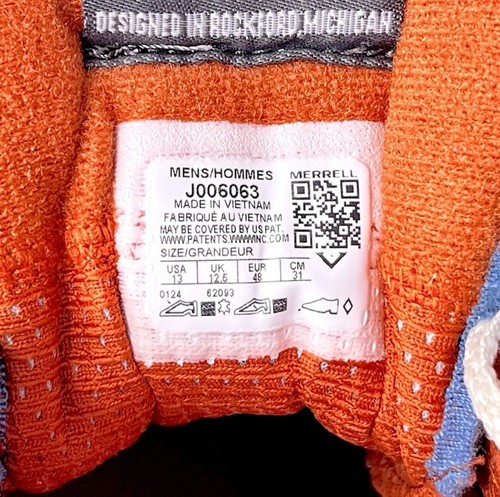 DESIGNED IN ROCKFORD, MICHIGAN
MENS/HOMMES MERRELL
J006063
MADE IN VIETNAM
FABRIQUÉ AU VIETNAM
MAY BE COVERED BY US PAT.
WWW.PATENTS.WWWINC.COM
SIZE/GRANDEUR
USA UK EUR CM
13 12.5 48 31
0124 62093